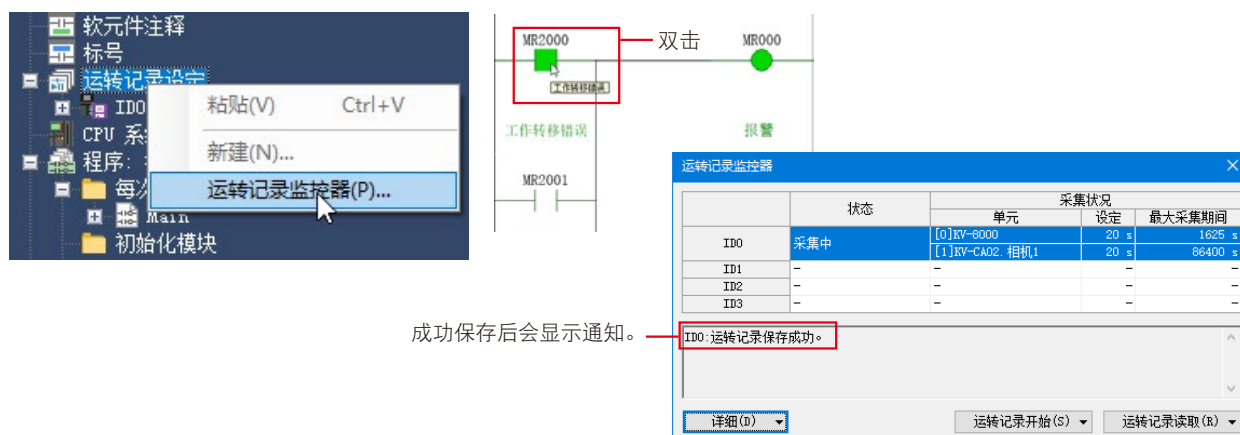 软元件注释
标号
运转记录设定
ID0
CPU 系
程序:
每次
Main
初始化模块
粘贴(V) Ctrl+V
新建(N)...
运转记录监控器(P)...
MR2000
双击
MR000
工作转移错误
工作转移错误
报警
MR2001
运转记录监控器
状态
采集状况
单元
设定
最大采集期间
ID0 采集中 [0]KV-8000 20 s 1625 s
[1]KV-CA02.相机1 20 s 86400 s
ID1 - - - -
ID2 - - - -
ID3 - - - -
成功保存后会显示通知。
ID0:运转记录保存成功。
详细(D)
运转记录开始(S)
运转记录读取(R)